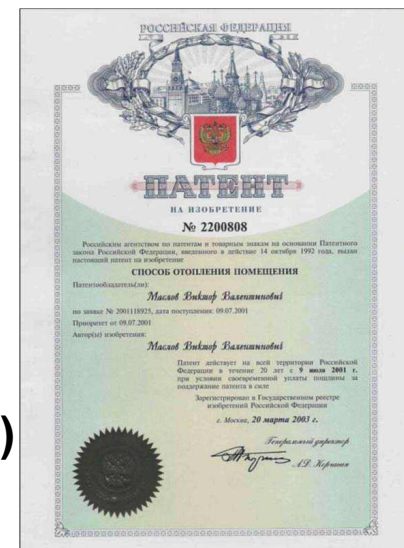 РОССИЙСКАЯ ФЕДЕРАЦИЯ
ПАТЕНТ
НА ИЗОБРЕТЕНИЕ
№ 2200808
Российским агентством по патентам и товарным знакам на основании Патентного
закона Российской Федерации, введенного в действие 14 октября 1992 года, выдан
настоящий патент на изобретение
СПОСОБ ОТОПЛЕНИЯ ПОМЕЩЕНИЯ
Патентообладатель(ли):
Маслов Виктор Валентинович
по заявке № 2001118925, дата поступления: 09.07.2001
Приоритет от 09.07.2001
Автор(ы) изобретения:
Маслов Виктор Валентинович
Патент действует на всей территории Российской
Федерации в течение 20 лет с 9 июля 2001 г.
при условии своевременной уплаты пошлины за
поддержание патента в силе
Зарегистрирован в Государственном реестре
изобретений Российской Федерации
г. Москва, 20 марта 2003 г.
Генеральный директор
А.Д. Корчагин
)